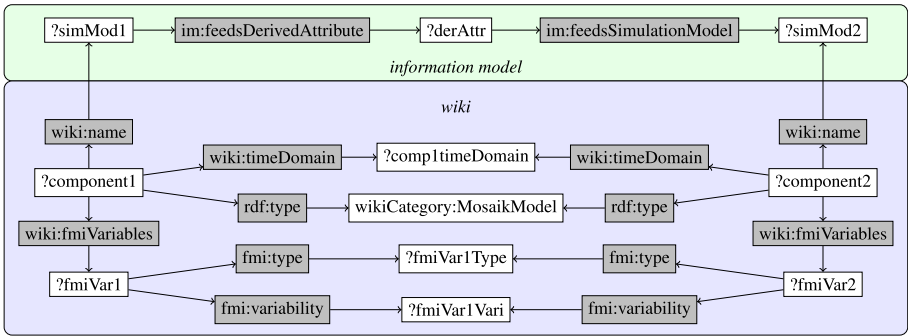 ?simMod1 im:feedsDerivedAttribute ?derAttr im:feedsSimulationModel ?simMod2
information model
wiki
wiki:name wiki:name
wiki:timeDomain ?comp1timeDomain wiki:timeDomain
?component1 ?component2
rdf:type wikiCategory:MosaikModel rdf:type
wiki:fmiVariables wiki:fmiVariables
fmi:type ?fmiVar1Type fmi:type
?fmiVar1 ?fmiVar2
fmi:variability ?fmiVar1Vari fmi:variability